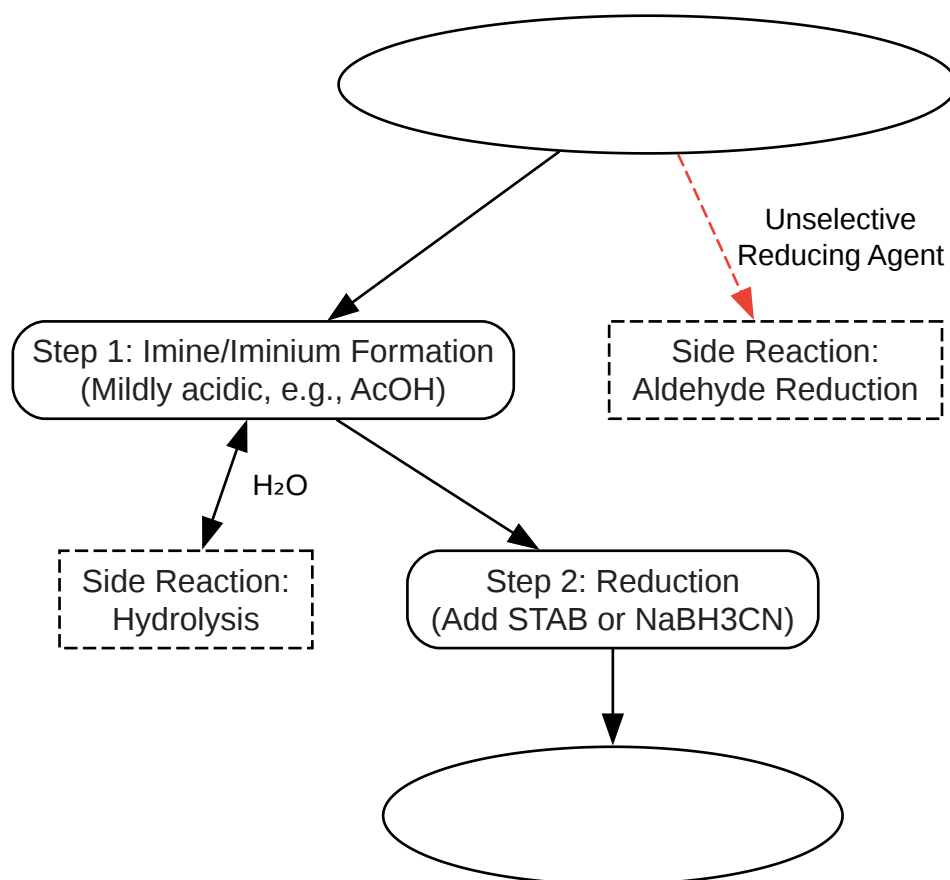 Unselective
Reducing Agent
Step 1: Imine/Iminium Formation
(Mildly acidic, e.g., AcOH)
Side Reaction:
Aldehyde Reduction
H₂O
Side Reaction:
Hydrolysis
Step 2: Reduction
(Add STAB or NaBH3CN)